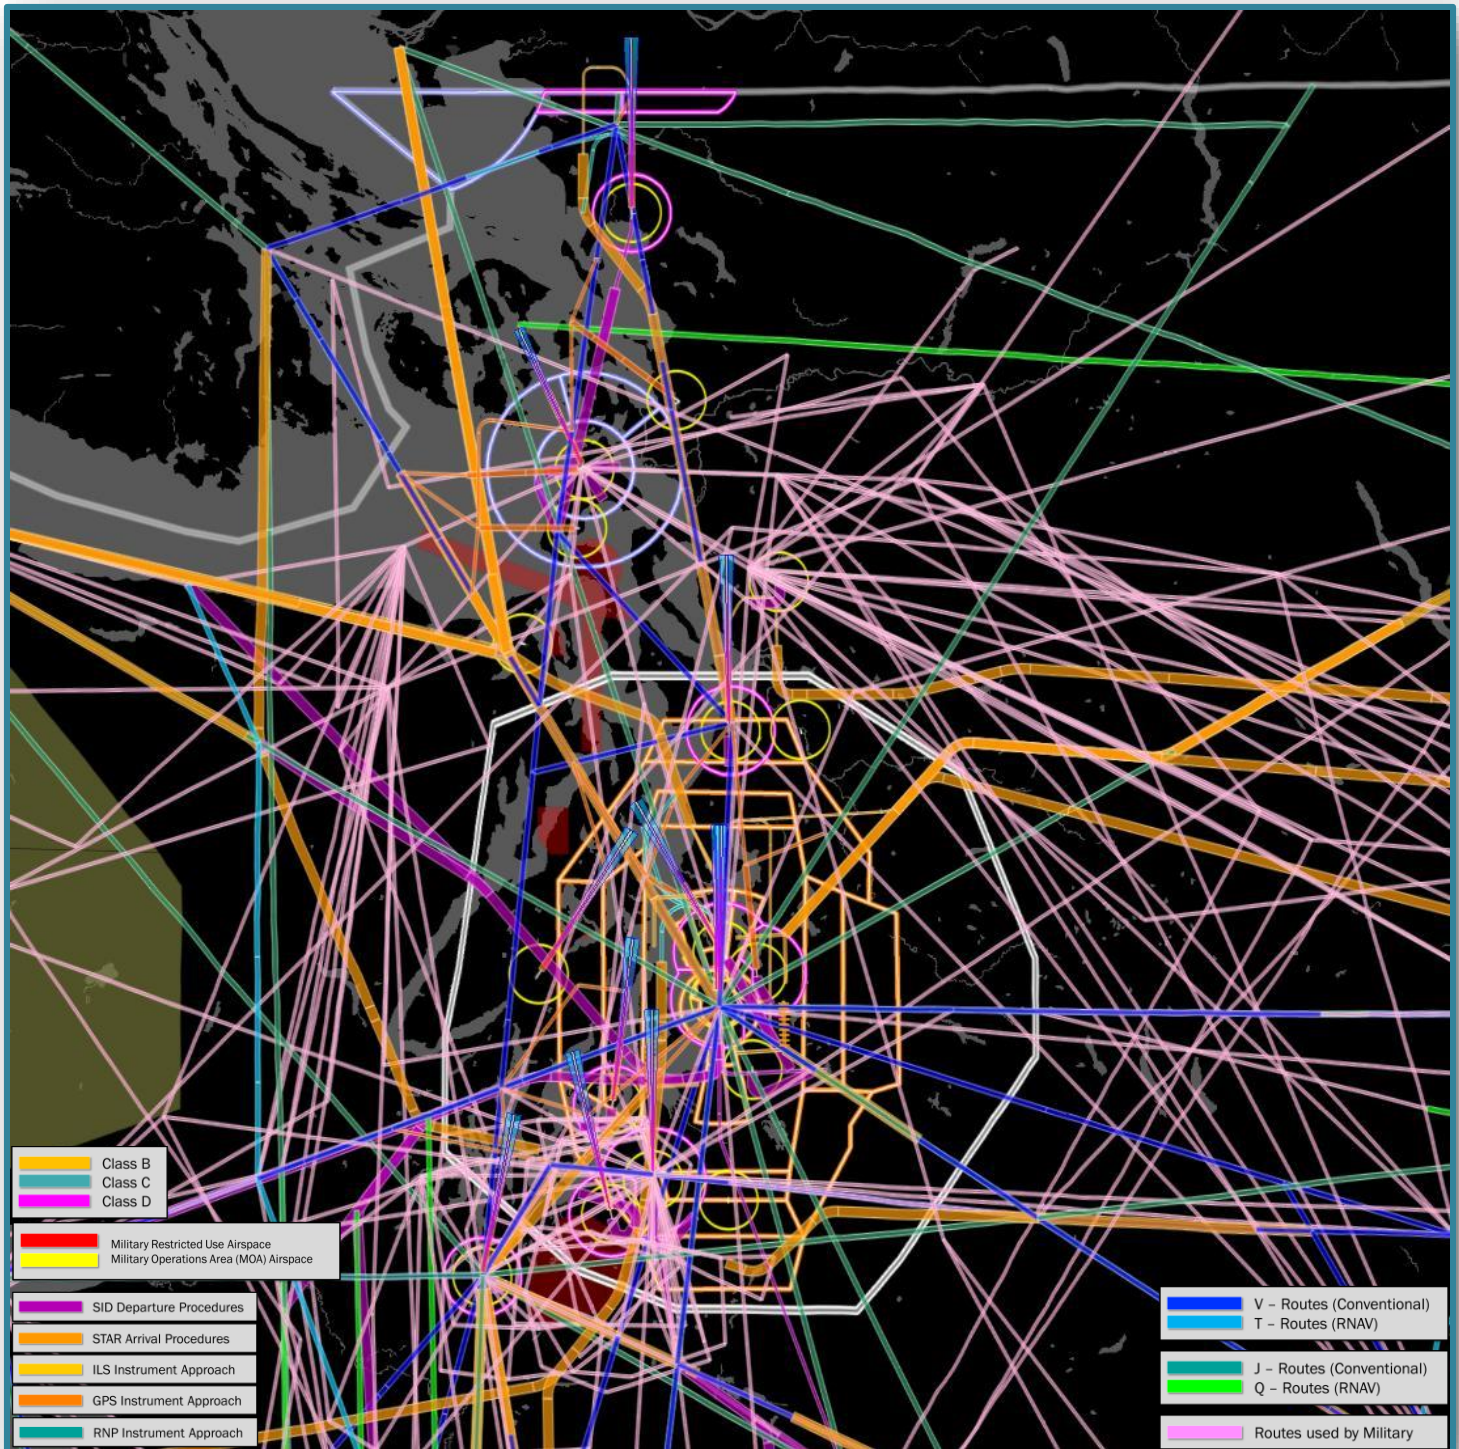 Class B
Class C
Class D
Military Restricted Use Airspace
Military Operations Area (MOA) Airspace
SID Departure Procedures
STAR Arrival Procedures
ILS Instrument Approach
GPS Instrument Approach
RNP Instrument Approach
V – Routes (Conventional)
T – Routes (RNAV)
J – Routes (Conventional)
Q – Routes (RNAV)
Routes used by Military